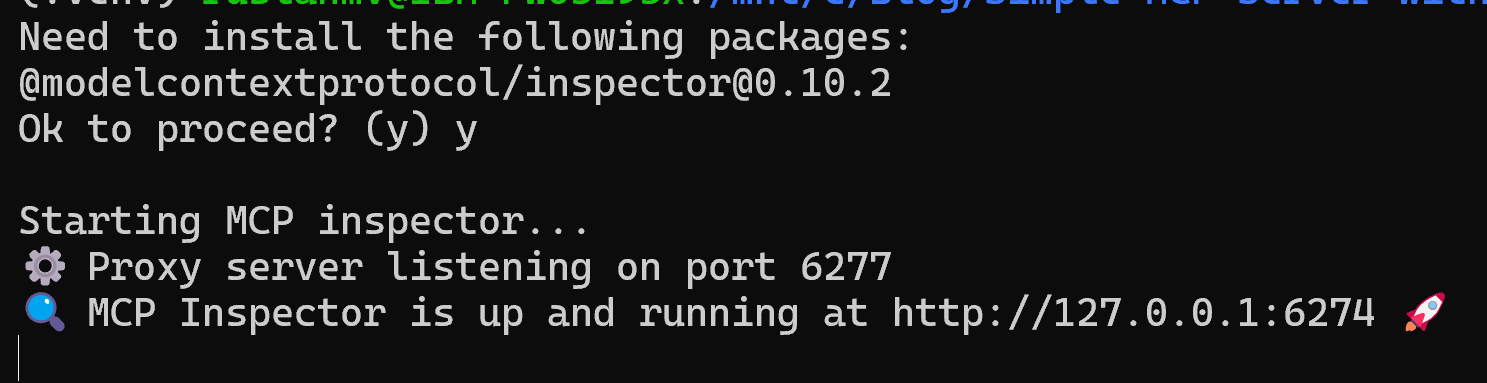 Need to install the following packages:
@modelcontextprotocol/inspector@0.10.2
Ok to proceed? (y) y
Starting MCP inspector...
⚙️ Proxy server listening on port 6277
🔍 MCP Inspector is up and running at http://127.0.0.1:6274 🚀